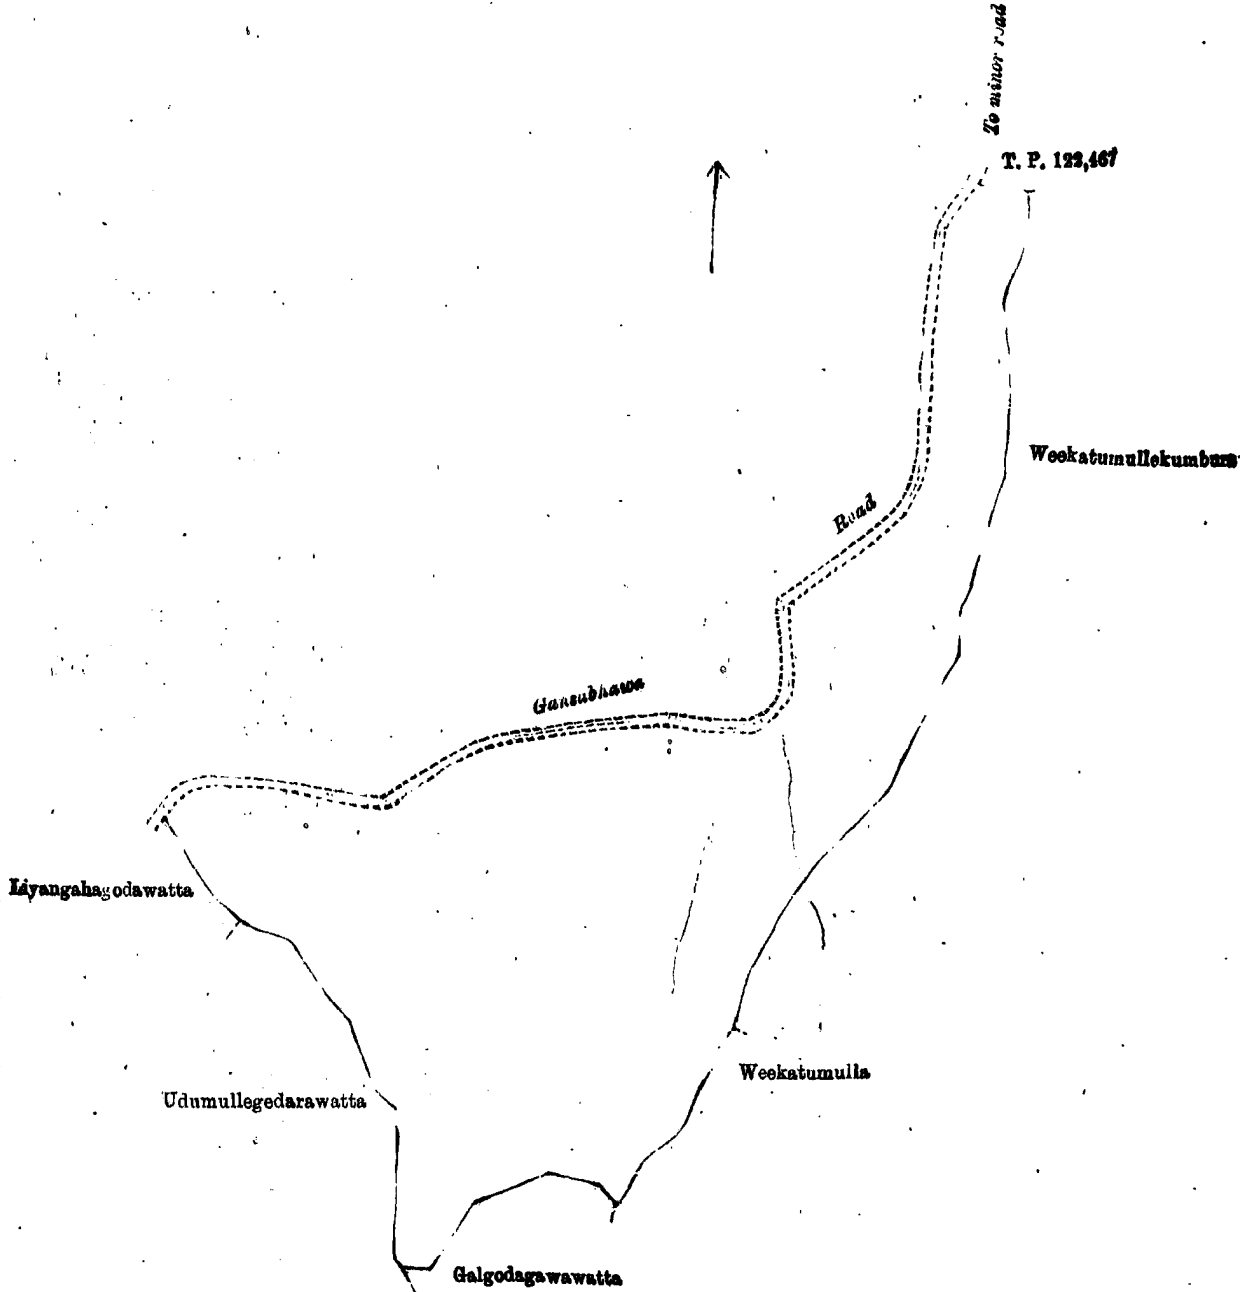 To minor road
T. P. 122,467
Weekatumullekumbura
Road
Gansabhawa
Liyangahagodawatta
Weekatumulla
Udumullegedarawatta
Galgodagawawatta